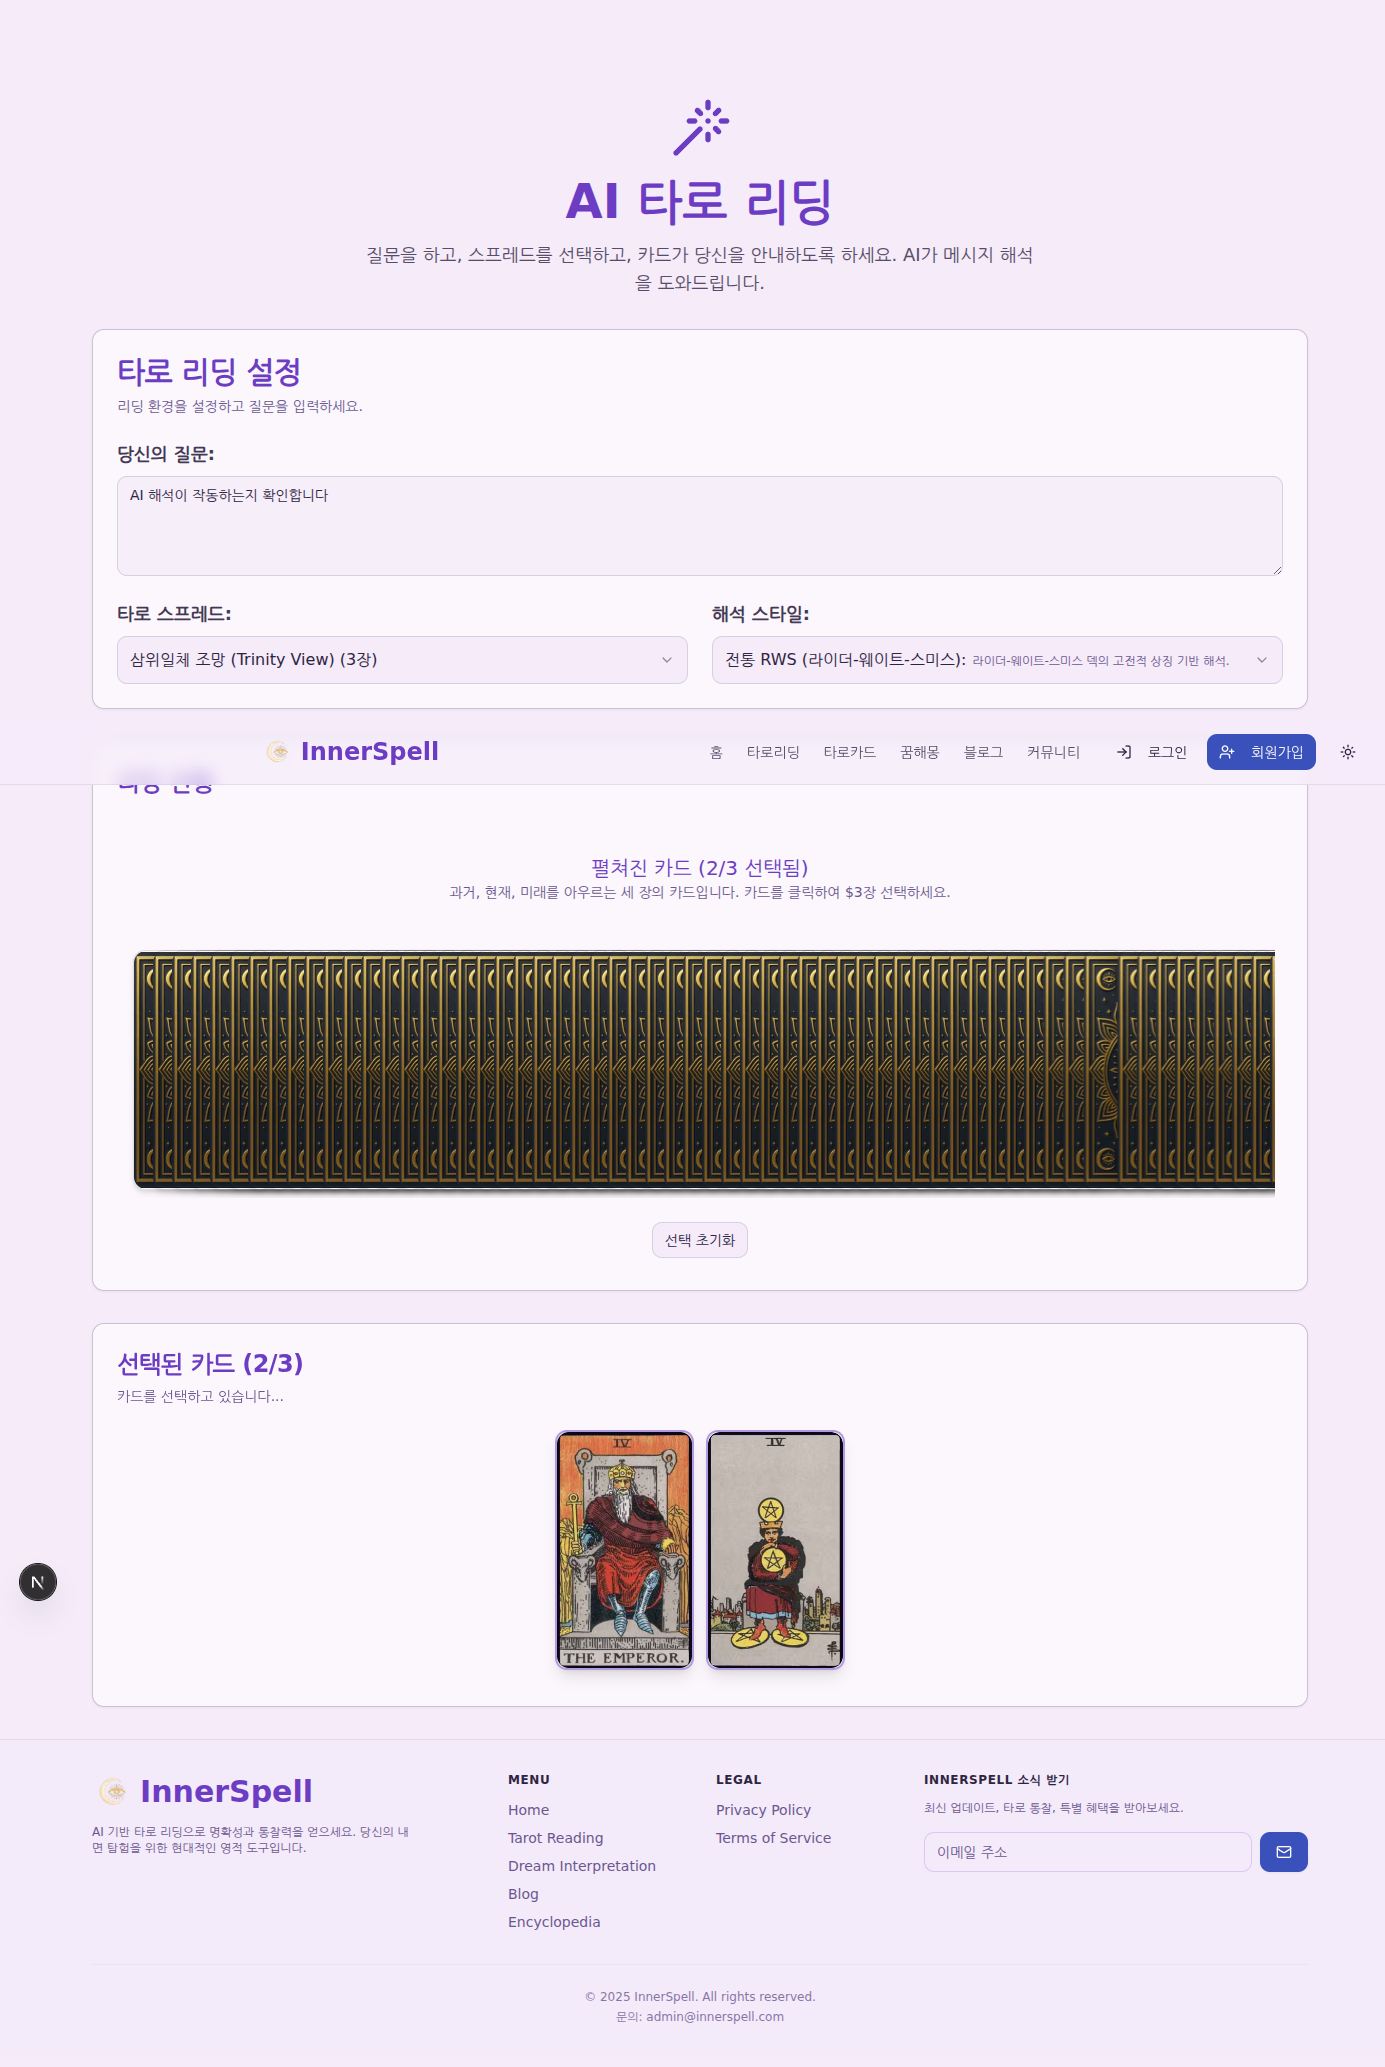 AI 타로 리딩
질문을 하고, 스프레드를 선택하고, 카드가 당신을 안내하도록 하세요. AI가 메시지 해석
을 도와드립니다.
타로 리딩 설정
리딩 환경을 설정하고 질문을 입력하세요.
당신의 질문:
AI 해석이 작동하는지 확인합니다
타로 스프레드:
해석 스타일:
삼위일체 조망 (Trinity View) (3장)
전통 RWS (라이더-웨이트-스미스): 라이더-웨이트-스미스 덱의 고전적 상징 기반 해석.
InnerSpell
홈 타로리딩 타로카드 꿈해몽 블로그 커뮤니티 로그인 회원가입
펼쳐진 카드 (2/3 선택됨)
과거, 현재, 미래를 아우르는 세 장의 카드입니다. 카드를 클릭하여 $3장 선택하세요.
선택 초기화
선택된 카드 (2/3)
카드를 선택하고 있습니다...
IV
THE EMPEROR.
IV
N
InnerSpell
AI 기반 타로 리딩으로 명확성과 통찰력을 얻으세요. 당신의 내
면 탐험을 위한 현대적인 영적 도구입니다.
MENU
Home
Tarot Reading
Dream Interpretation
Blog
Encyclopedia
LEGAL
Privacy Policy
Terms of Service
INNERSPELL 소식 받기
최신 업데이트, 타로 통찰, 특별 혜택을 받아보세요.
이메일 주소
© 2025 InnerSpell. All rights reserved.
문의: admin@innerspell.com